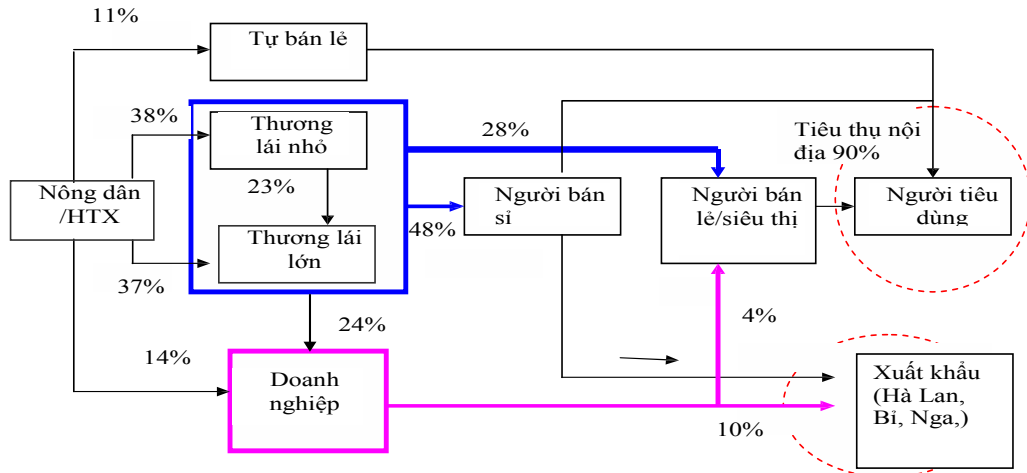 11%
Tự bán lẻ
38%
Thương
lái nhỏ
28%
Tiêu thụ nội
địa 90%
23%
Nông dân
/HTX
Người bán
sỉ
Người bán
lẻ/siêu thị
Người tiêu
dùng
48%
Thương lái
lớn
37%
24%
4%
14%
Doanh
nghiệp
10%
Xuất khẩu
(Hà Lan,
Bỉ, Nga,)